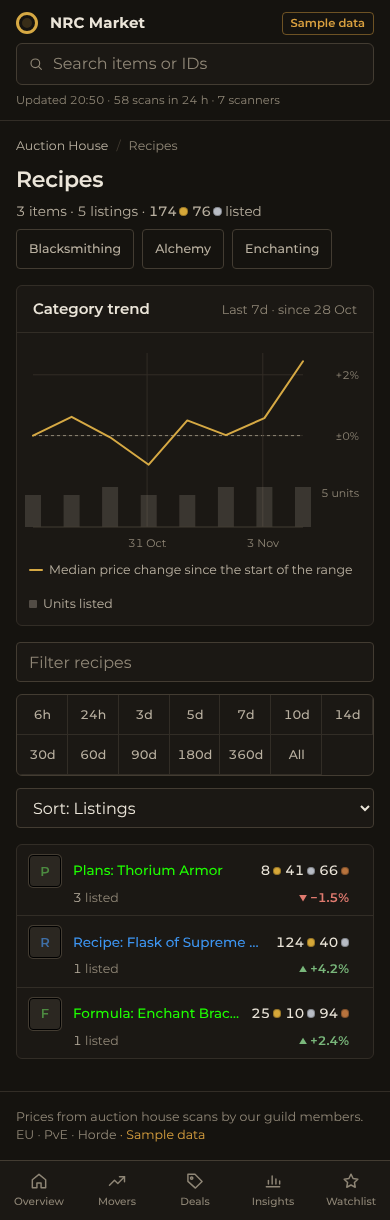 NRC Market
Sample data
Search items or IDs
Updated 20:50 · 58 scans in 24 h · 7 scanners
Auction House / Recipes
Recipes
3 items · 5 listings · 174 76 listed
Blacksmithing
Alchemy
Enchanting
Category trend
Last 7d · since 28 Oct
+2%
±0%
5 units
31 Oct
3 Nov
Median price change since the start of the range
Units listed
Filter recipes
6h 24h 3d 5d 7d 10d 14d
30d 60d 90d 180d 360d All
Sort: Listings
P Plans: Thorium Armor 8 41 66
3 listed −1.5%
R Recipe: Flask of Supreme ... 124 40
1 listed +4.2%
F Formula: Enchant Brac... 25 10 94
1 listed +2.4%
Prices from auction house scans by our guild members.
EU · PvE · Horde · Sample data
Overview Movers Deals Insights Watchlist